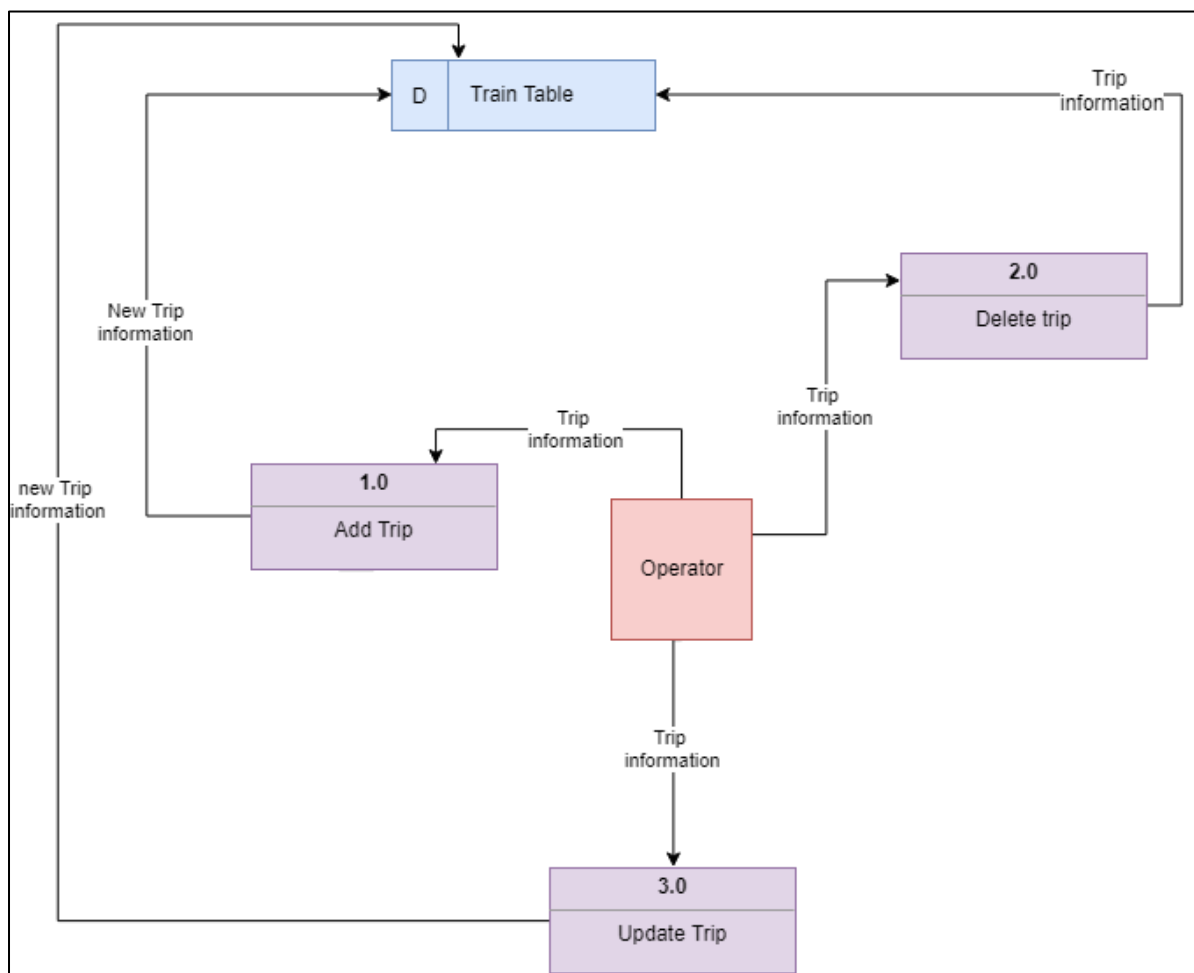 D
Train Table
Trip
information
2.0
Delete trip
New Trip
information
Trip
information
Trip
information
1.0
Add Trip
new Trip
information
Operator
Trip
information
3.0
Update Trip